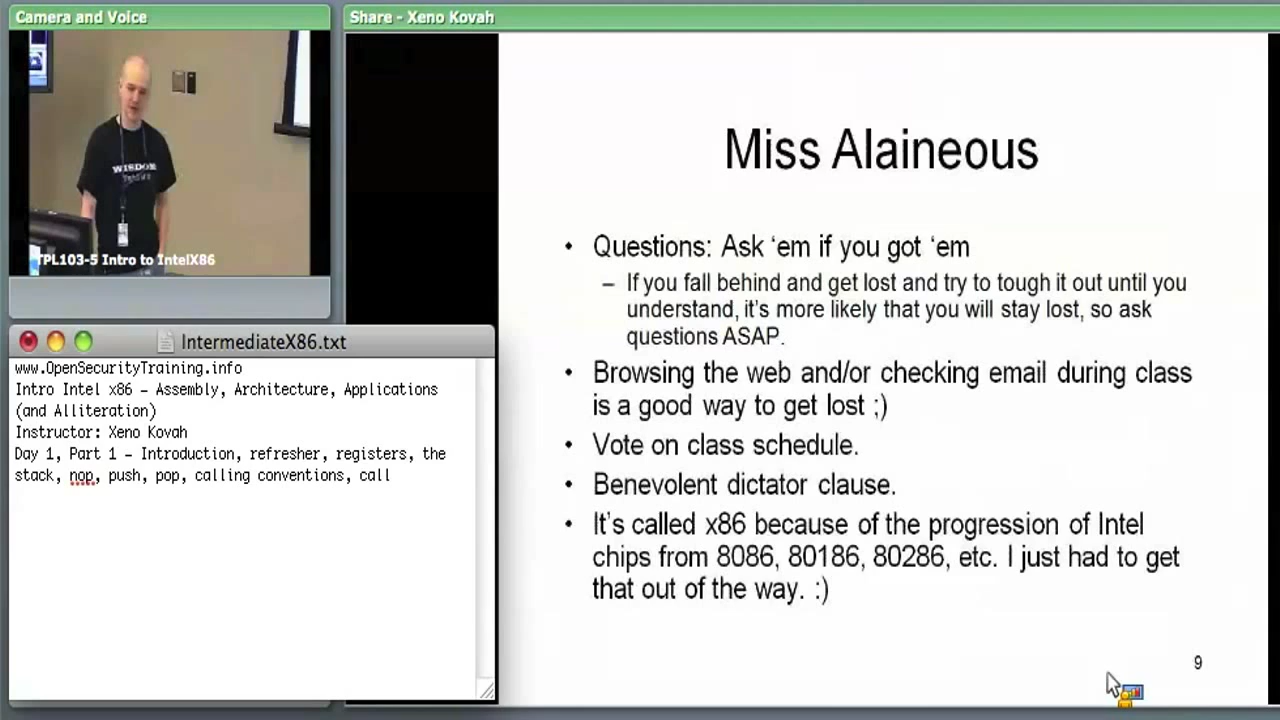 Camera and Voice
WISDOM
TPL103-5 Intro to IntelX86
IntermediateX86.txt
www.OpenSecurityTraining.info
Intro Intel x86 – Assembly, Architecture, Applications
(and Alliteration)
Instructor: Xeno Kovah
Day 1, Part 1 – Introduction, refresher, registers, the
stack, nop, push, pop, calling conventions, call
Share - Xeno Kovah
Miss Alaineous
• Questions: Ask ‘em if you got ‘em
– If you fall behind and get lost and try to tough it out until you
understand, it’s more likely that you will stay lost, so ask
questions ASAP.
• Browsing the web and/or checking email during class
is a good way to get lost ;)
• Vote on class schedule.
• Benevolent dictator clause.
• It’s called x86 because of the progression of Intel
chips from 8086, 80186, 80286, etc. I just had to get
that out of the way. :)
9